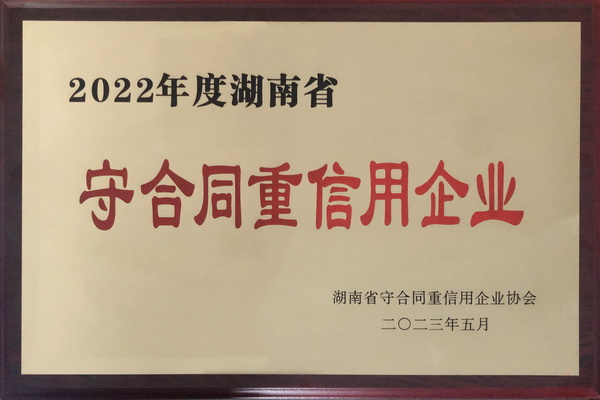 2022年度湖南省
守合同重信用企业
湖南省守合同重信用企业协会
二〇二三年五月